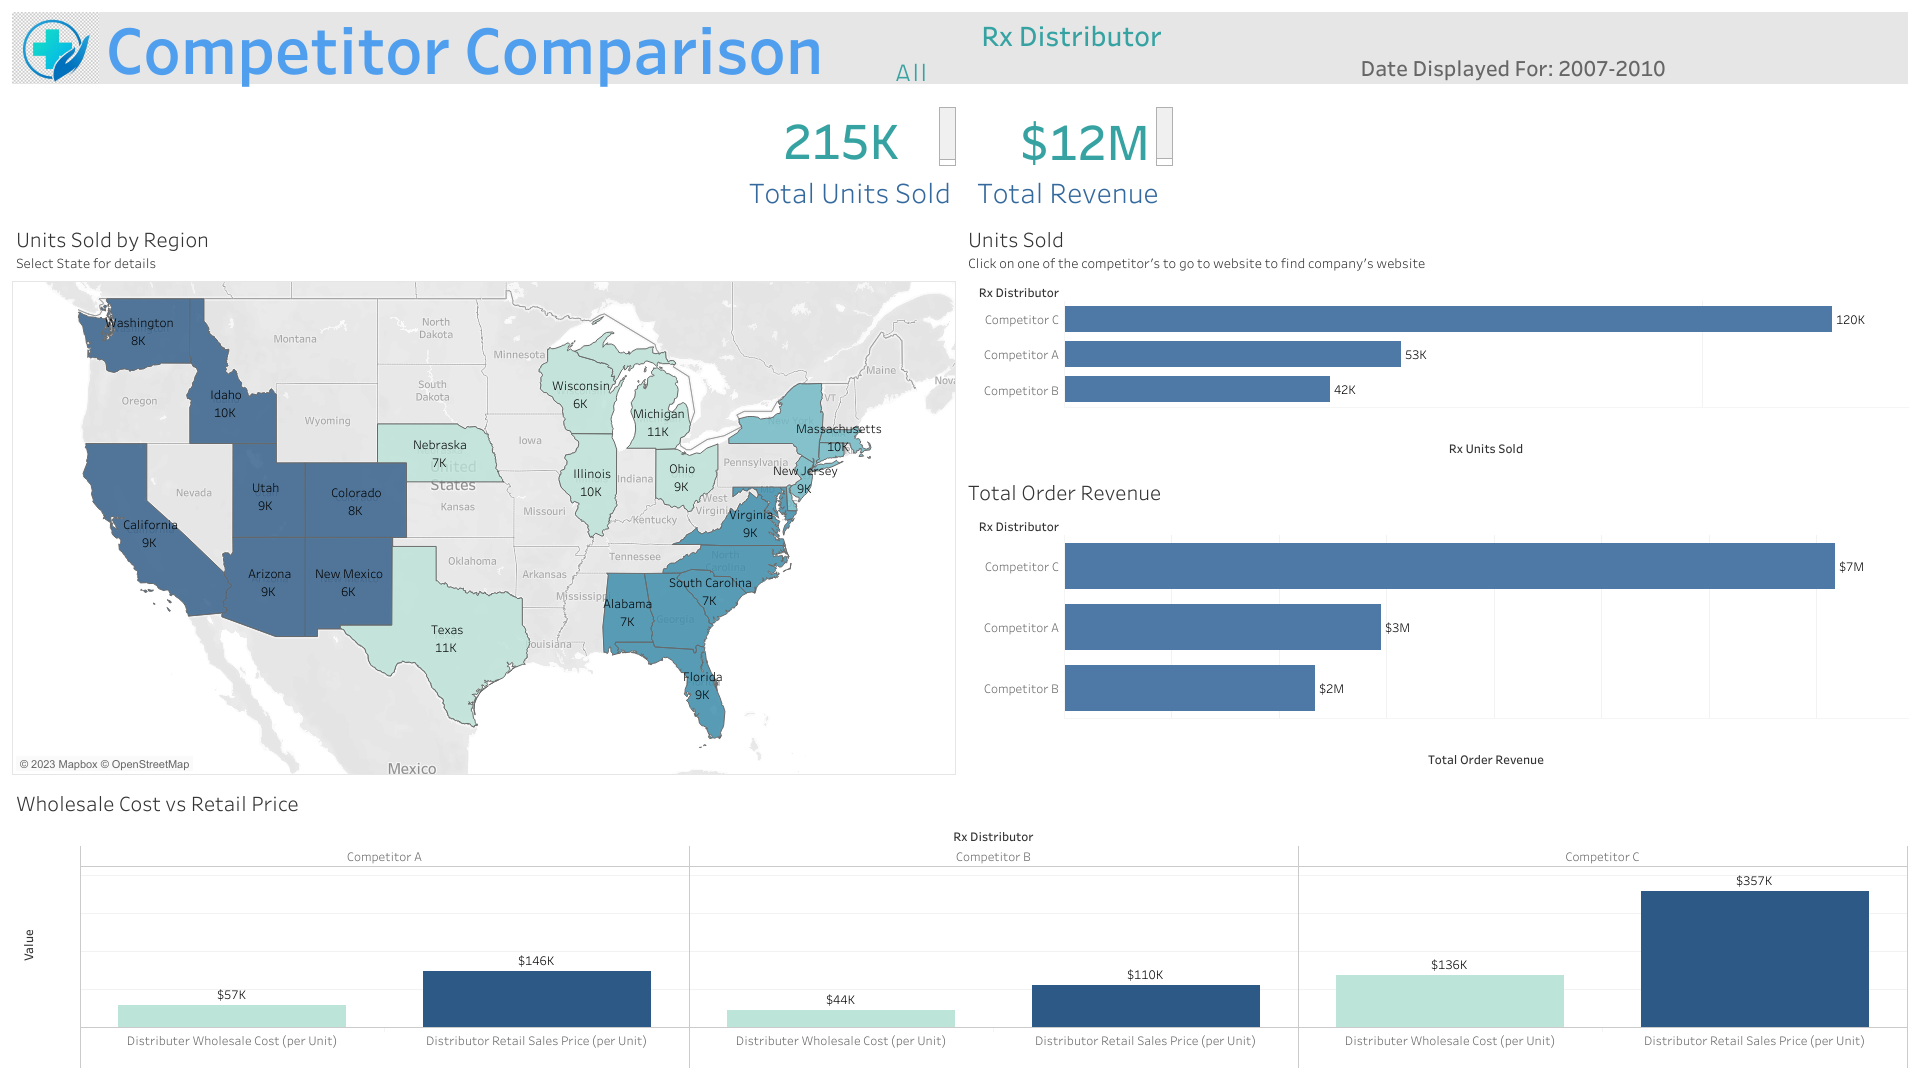 Competitor Comparison
Rx Distributor
All
Date Displayed For: 2007-2010
215K
$12M
Total Units Sold
Total Revenue
Units Sold by Region
Select State for details
Washington
8K
Montana
North
Dakota
Minnesota
Maine
Oregon
Idaho
10K
Wyoming
South
Dakota
Wisconsin
6K
Michigan
11K
VT
Nova
Massachusetts
10K
Nebraska
7K
Iowa
United
States
Nevada
Utah
9K
Colorado
8K
Kansas
Missouri
Illinois
10K
Indiana
Ohio
9K
Pennsylvania
New Jersey
9K
West
Virginia
Virginia
9K
Kentucky
California
9K
Arizona
9K
New Mexico
6K
Oklahoma
Arkansas
Tennessee
North
Carolina
South Carolina
7K
Mississippi
Alabama
7K
Georgia
Texas
11K
ouisiana
Florida
9K
Mexico
© 2023 Mapbox © OpenStreetMap
Units Sold
Click on one of the competitor's to go to website to find company's website
Rx Distributor
Competitor C
120K
Competitor A
53K
Competitor B
42K
Rx Units Sold
Total Order Revenue
Rx Distributor
Competitor C
$7M
Competitor A
$3M
Competitor B
$2M
Total Order Revenue
Wholesale Cost vs Retail Price
Rx Distributor
Competitor A
Competitor B
Competitor C
Value
$57K
$146K
$44K
$110K
$136K
$357K
Distributer Wholesale Cost (per Unit)
Distributor Retail Sales Price (per Unit)
Distributer Wholesale Cost (per Unit)
Distributor Retail Sales Price (per Unit)
Distributer Wholesale Cost (per Unit)
Distributor Retail Sales Price (per Unit)